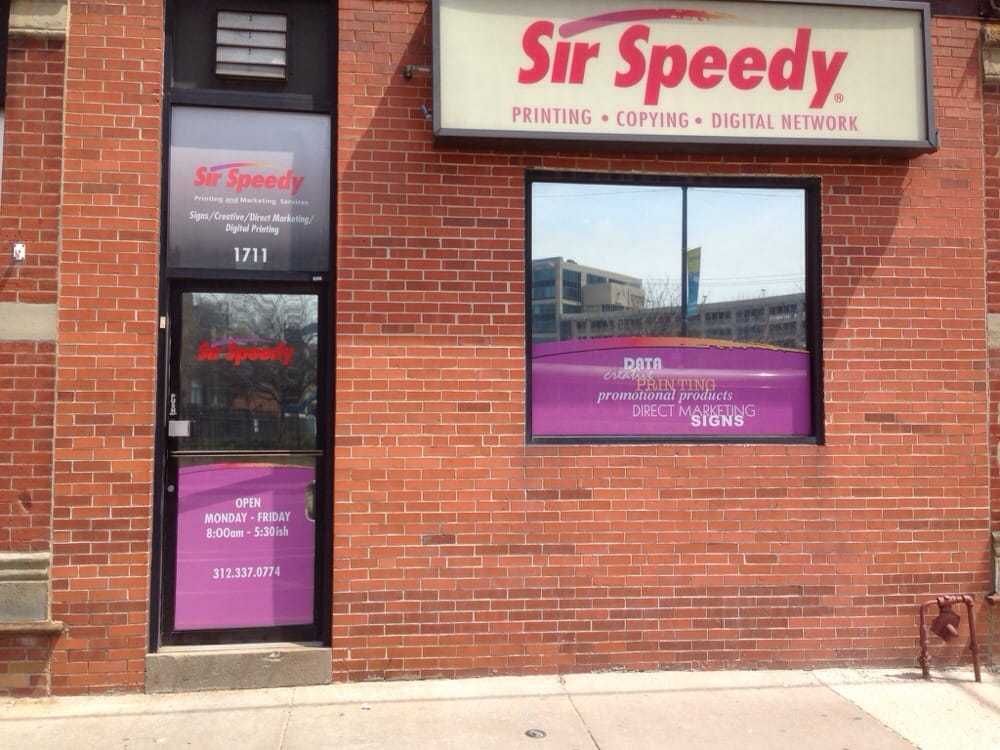 Sir Speedy®
PRINTING • COPYING • DIGITAL NETWORK
Sir Speedy
Printing and Marketing Services
Signs/Creative/Direct Marketing/
Digital Printing
1711
Sir Speedy
OPEN
MONDAY - FRIDAY
8:00am - 5:30ish
312.337.0774
DATA
creative
PRINTING
promotional products
DIRECT MARKETING
SIGNS